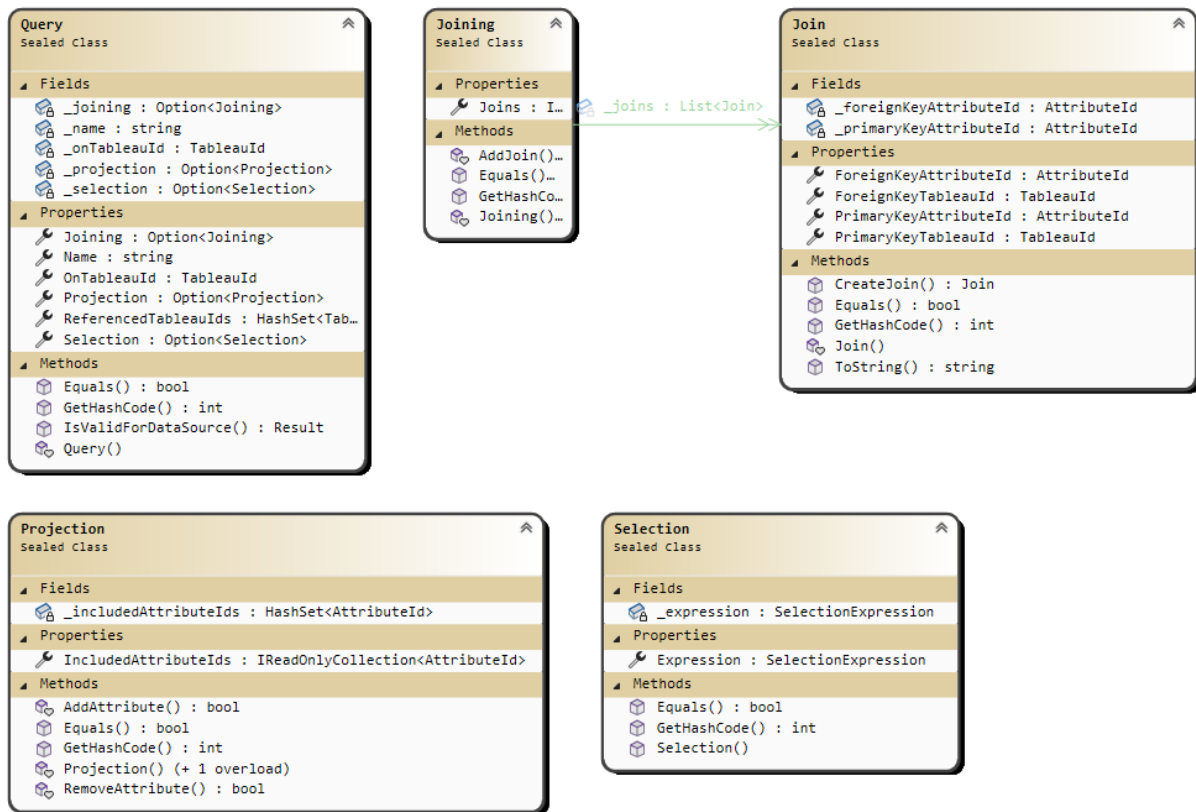 Query
Sealed Class
Fields
_joining : Option<Joining>
_name : string
_onTableauId : TableauId
_projection : Option<Projection>
_selection : Option<Selection>
Properties
Joining : Option<Joining>
Name : string
OnTableauId : TableauId
Projection : Option<Projection>
ReferencedTableauIds : HashSet<Tab…
Selection : Option<Selection>
Methods
Equals() : bool
GetHashCode() : int
IsValidForDataSource() : Result
Query()
Joining
Sealed Class
Properties
Joins : I…
Methods
AddJoin()…
Equals()…
GetHashCo…
Joining()…
_joins : List<Join>
Join
Sealed Class
Fields
_foreignKeyAttributeId : AttributeId
_primaryKeyAttributeId : AttributeId
Properties
ForeignKeyAttributeId : AttributeId
ForeignKeyTableauId : TableauId
PrimaryKeyAttributeId : AttributeId
PrimaryKeyTableauId : TableauId
Methods
CreateJoin() : Join
Equals() : bool
GetHashCode() : int
Join()
ToString() : string
Projection
Sealed Class
Fields
_includedAttributeIds : HashSet<AttributeId>
Properties
IncludedAttributeIds : IReadOnlyCollection<AttributeId>
Methods
AddAttribute() : bool
Equals() : bool
GetHashCode() : int
Projection() (+ 1 overload)
RemoveAttribute() : bool
Selection
Sealed Class
Fields
_expression : SelectionExpression
Properties
Expression : SelectionExpression
Methods
Equals() : bool
GetHashCode() : int
Selection()